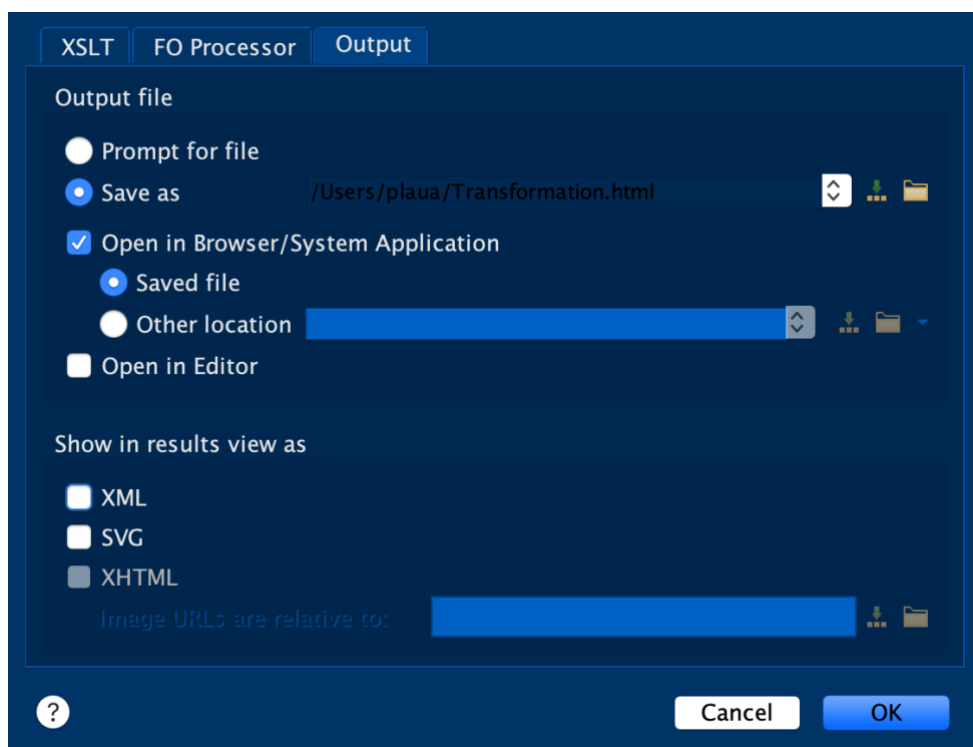 XSLT FO Processor Output
Output file
Prompt for file
Save as /Users/plaua/Transformation.html
Open in Browser/System Application
Saved file
Other location
Open in Editor
Show in results view as
XML
SVG
XHTML
Image URLs are relative to:
? Cancel OK